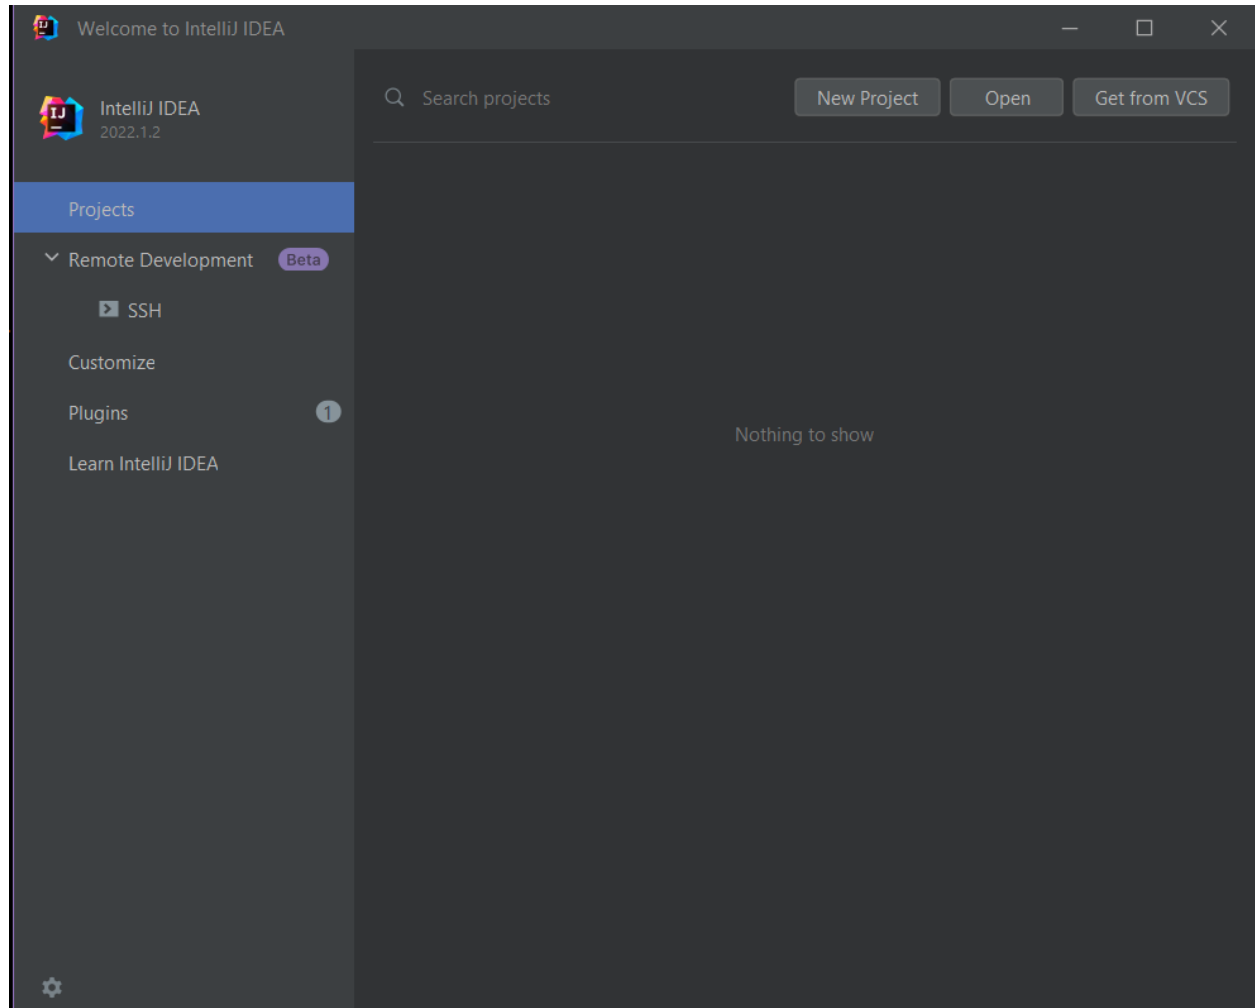 Welcome to IntelliJ IDEA
IntelliJ IDEA
2022.1.2
Search projects
New Project
Open
Get from VCS
Projects
Remote Development Beta
SSH
Customize
Plugins 1
Learn IntelliJ IDEA
Nothing to show